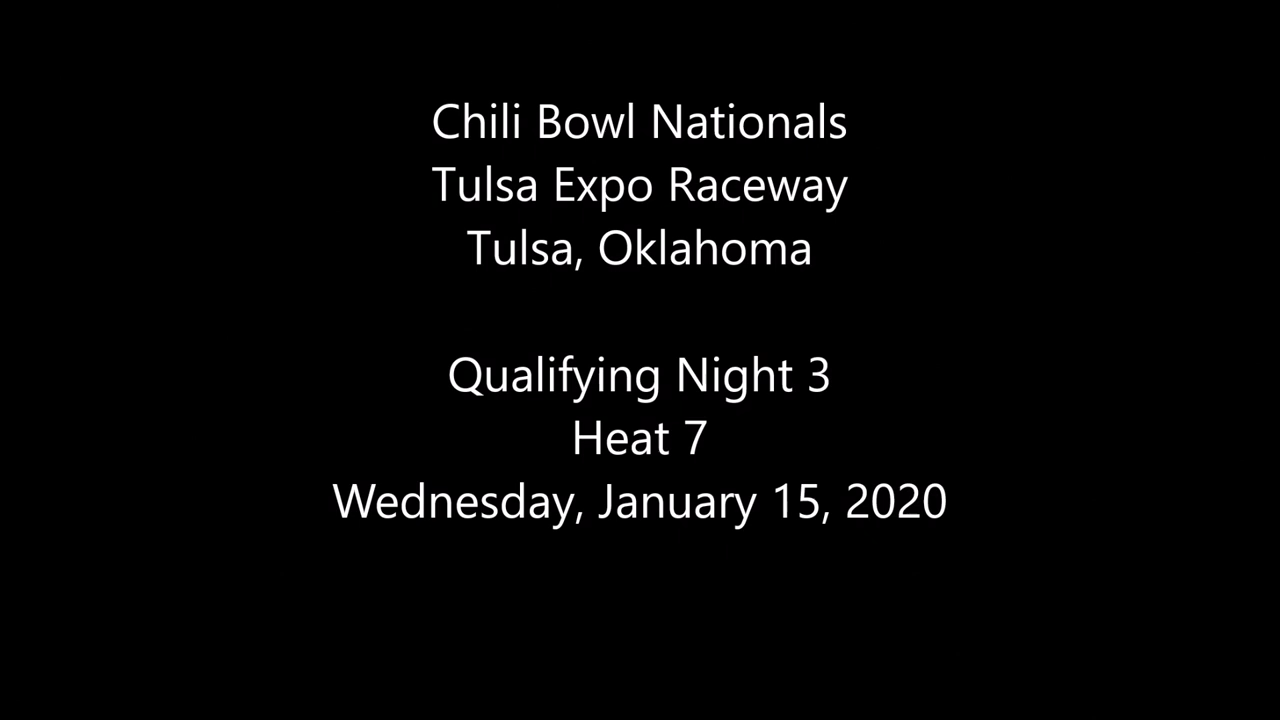 Chili Bowl Nationals
Tulsa Expo Raceway
Tulsa, Oklahoma
Qualifying Night 3
Heat 7
Wednesday, January 15, 2020